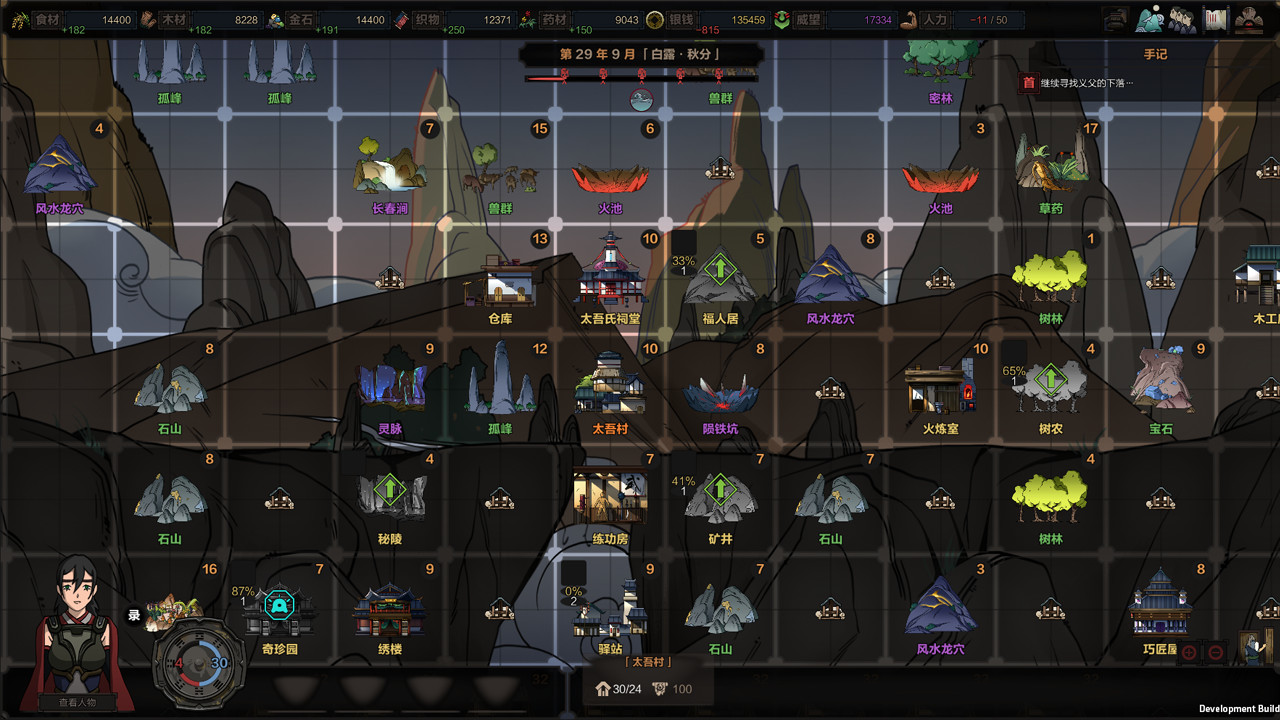 食材 14400 +182 木材 8228 +182 金石 14400 +191 织物 12371 +250 药材 9043 +150 银钱 135459 -815 威望 17334 人力 −11 / 50
第 29 年 9 月「 白露 · 秋分 」
手记
首 继续寻找义父的下落…
孤峰 孤峰 兽群 密林
4 7 15 6 3 17
风水龙穴 长春涧 兽群 火池 火池 草药
13 10 5 8 1
33%
1
仓库 太吾氏祠堂 福人居 风水龙穴 树林 木工
8 9 12 10 8 10 4 9
65%
1
石山 灵脉 孤峰 太吾村 陨铁坑 火炼室 树农 宝石
8 4 7 7 7 4
41%
1
石山 秘陵 练功房 矿井 石山 树林
16 7 9 9 7 3 8
87%
1
0%
2
录
奇珍园 绣楼 驿站 石山 风水龙穴 巧匠屋
4 30
「 太吾村 」
30/24 100
查看人物
Development Build